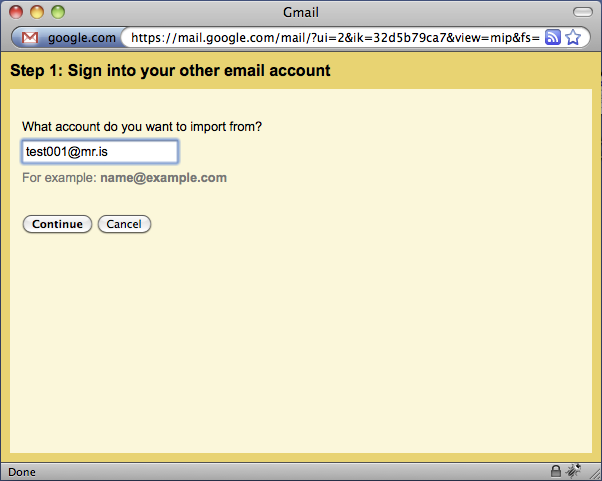 Gmail
google.com https://mail.google.com/mail/?ui=2&ik=32d5b79ca7&view=mip&fs=
Step 1: Sign into your other email account
What account do you want to import from?
test001@mr.is
For example: name@example.com
Continue Cancel
Done